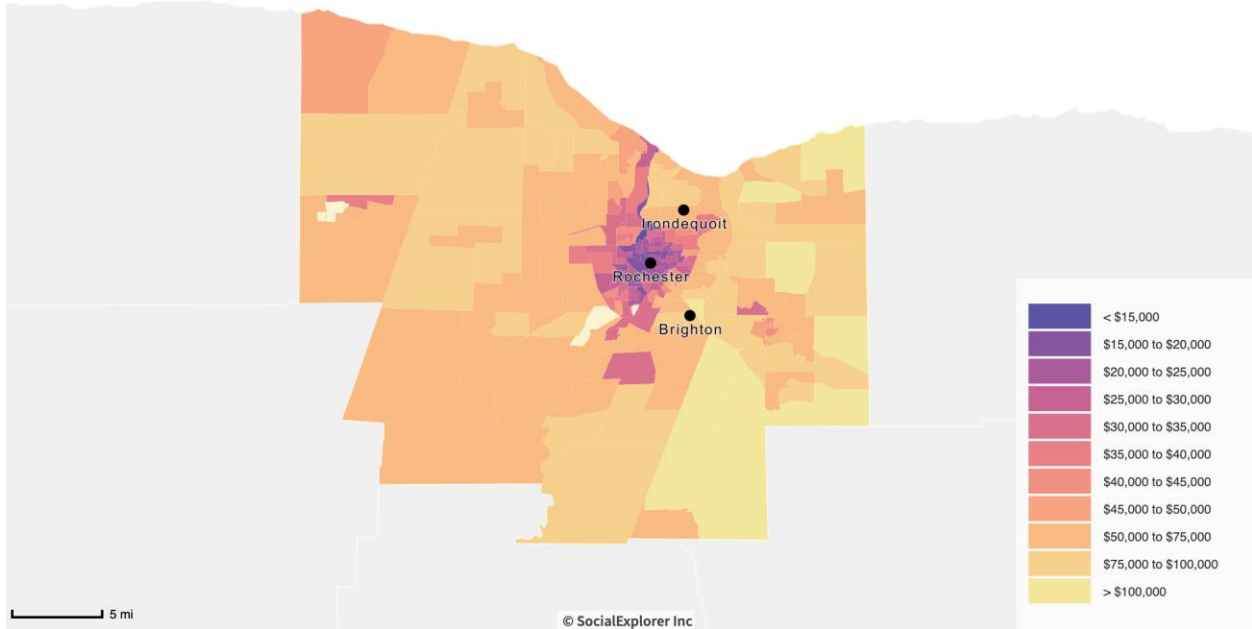 Irondequoit
Rochester
Brighton
< $15,000
$15,000 to $20,000
$20,000 to $25,000
$25,000 to $30,000
$30,000 to $35,000
$35,000 to $40,000
$40,000 to $45,000
$45,000 to $50,000
$50,000 to $75,000
$75,000 to $100,000
> $100,000
5 mi
© SocialExplorer Inc